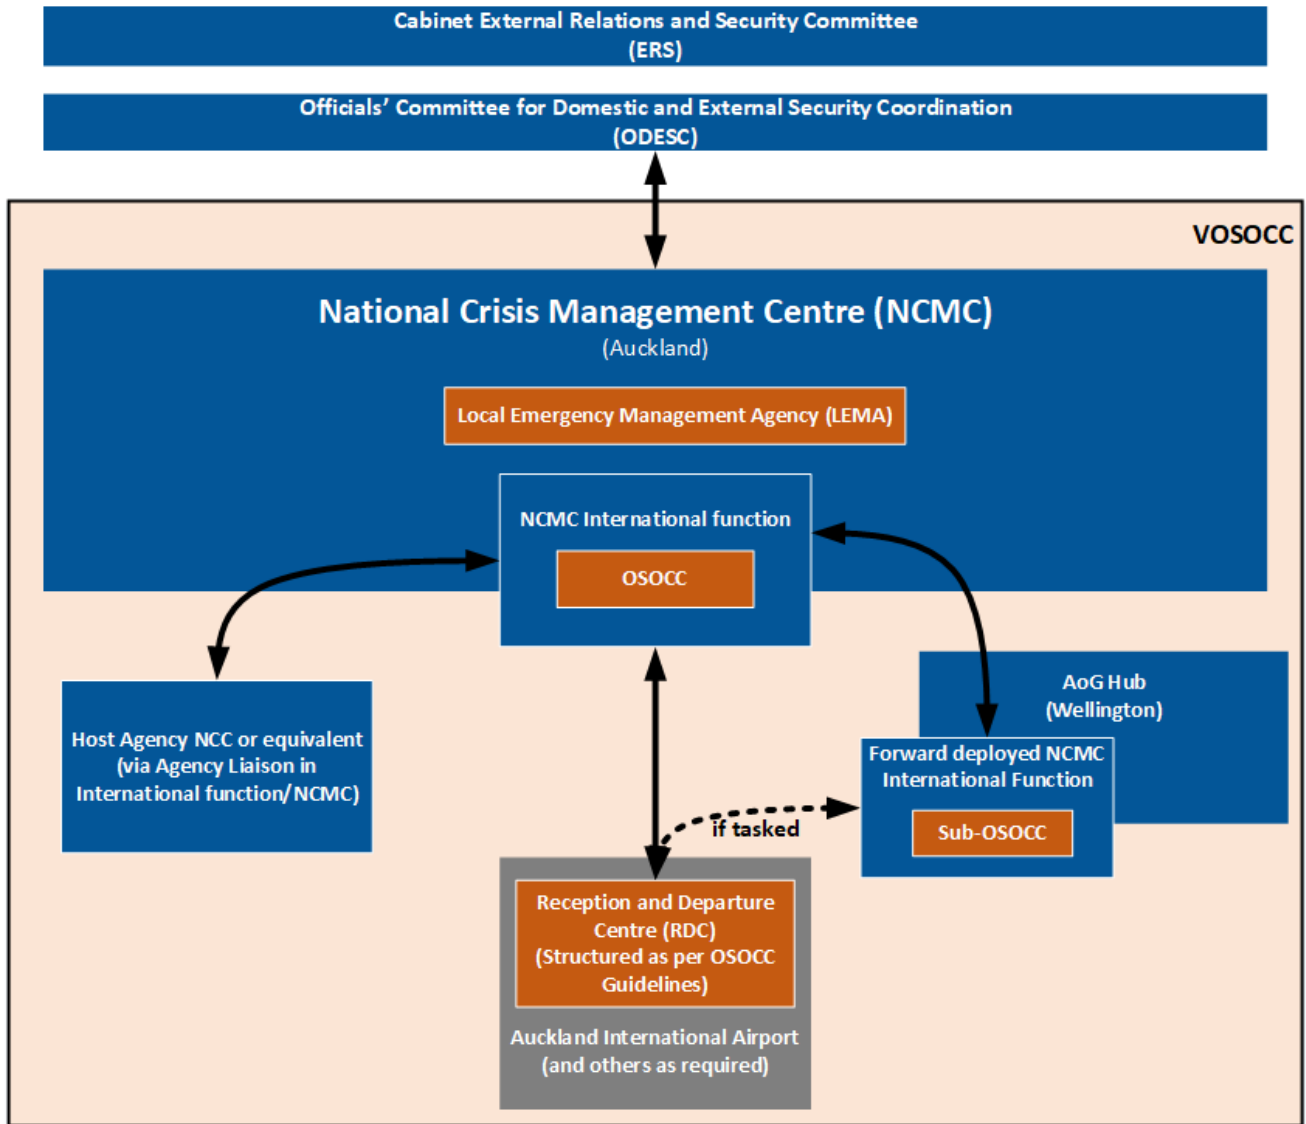 Cabinet External Relations and Security Committee
(ERS)
Officials’ Committee for Domestic and External Security Coordination
(ODESC)
VOSOCC
National Crisis Management Centre (NCMC)
(Auckland)
Local Emergency Management Agency (LEMA)
NCMC International function
OSOCC
Host Agency NCC or equivalent
(via Agency Liaison in
International function/NCMC)
AoG Hub
(Wellington)
Forward deployed NCMC
International Function
Sub-OSOCC
if tasked
Reception and Departure
Centre (RDC)
(Structured as per OSOCC
Guidelines)
Auckland International Airport
(and others as required)